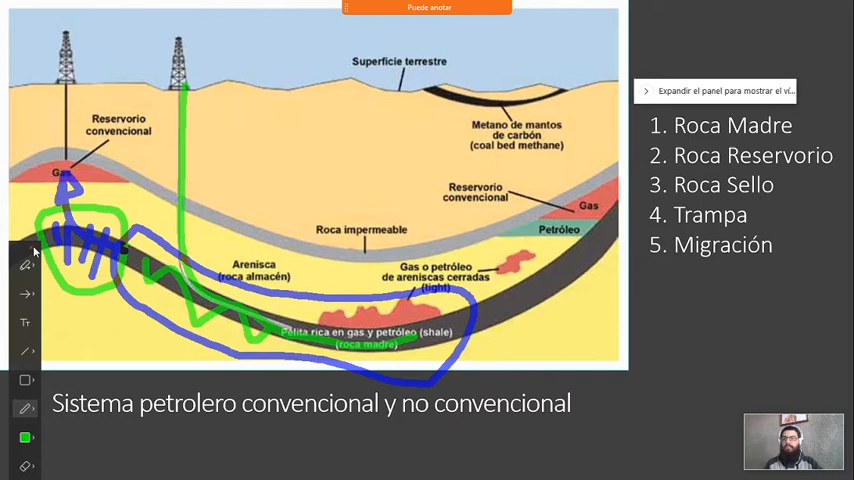 Puede anotar
Superficie terrestre
Reservorio
convencional
Metano de mantos
de carbón
(coal bed methane)
Gas
Reservorio
convencional
Gas
Petróleo
Roca impermeable
Arenisca
(roca almacén)
Gas o petróleo
de areniscas cerradas
(tight)
Pelita rica en gas y petróleo (shale)
(roca madre)
Sistema petrolero convencional y no convencional
Expandir el panel para mostrar el ví...
1. Roca Madre
2. Roca Reservorio
3. Roca Sello
4. Trampa
5. Migración
Tт